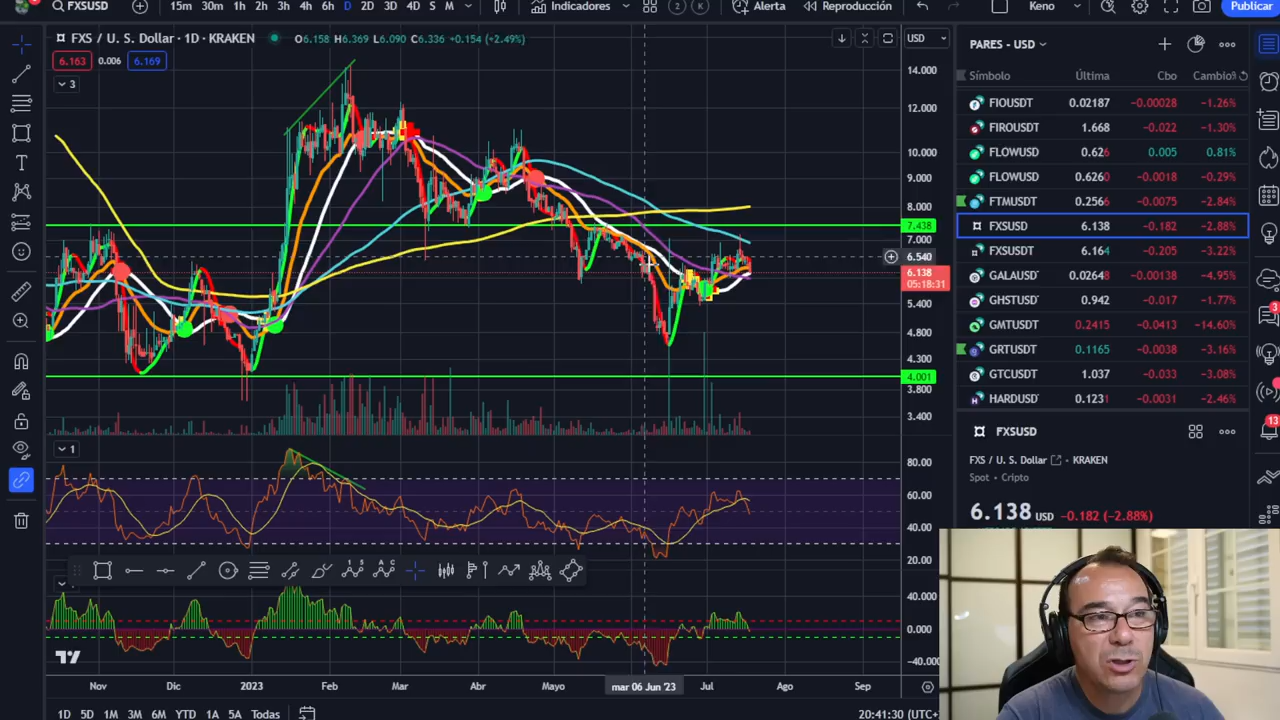 FXSUSD 15m 30m 1h 2h 3h 4h 6h D 2D 3D 4D S M Indicadores 2 K Alerta Reproducción Keno Publicar
FXS / U. S. Dollar · 1D · KRAKEN O6.158 H6.369 L6.090 C6.336 +0.154 (+2.49%) USD
6.163 0.006 6.169
3
14.000
12.000
10.000
9.000
8.000
7.438
7.000
6.540
6.138
05:18:31
5.400
4.800
4.300
4.001
3.800
3.400
1
80.00
60.00
40.00
20.00
40.000
0.000
-40.000
Nov Dic 2023 Feb Mar Abr Mayo mar 06 Jun '23 Jul Ago Sep
1D 5D 1M 3M 6M YTD 1A 5A Todas 20:41:30 (UTC+
PARES - USD
Símbolo Última Cbo Cambio%
FIOUSDT 0.02187 -0.00028 -1.26%
FIROUSDT 1.668 -0.022 -1.30%
FLOWUSD 0.626 0.005 0.81%
FLOWUSD 0.6260 -0.0018 -0.29%
FTMUSDT 0.2566 -0.0075 -2.84%
FXSUSD 6.138 -0.182 -2.88%
FXSUSDT 6.164 -0.205 -3.22%
GALAUSD 0.02648 -0.00138 -4.95%
GHSTUSD 0.942 -0.017 -1.77%
GMTUSDT 0.2415 -0.0413 -14.60%
GRTUSDT 0.1165 -0.0038 -3.16%
GTCUSDT 1.037 -0.033 -3.08%
HARDUSD 0.1231 -0.0031 -2.46%
FXSUSD
FXS / U. S. Dollar KRAKEN
Spot • Cripto
6.138 USD -0.182 (-2.88%)
3
13